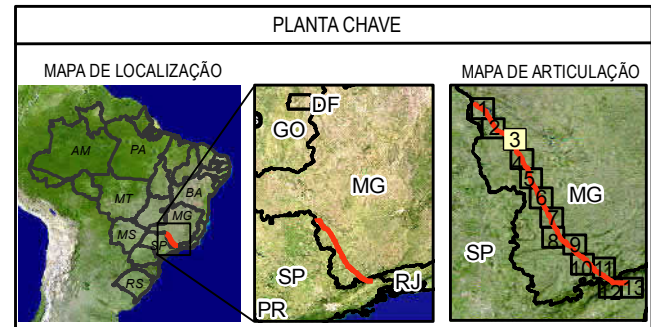 PLANTA CHAVE
MAPA DE LOCALIZAÇÃO
AM
PA
MT
BA
MG
MS
SP
RS
DF
GO
MG
SP
RJ
PR
MAPA DE ARTICULAÇÃO
1
2
3
4
5
6
7
8
9
10
11
12
13
MG
SP